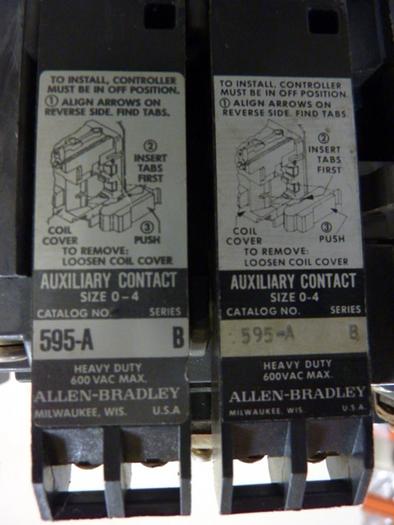 TO INSTALL, CONTROLLER
MUST BE IN OFF POSITION.
① ALIGN ARROWS ON
REVERSE SIDE. FIND TABS.
②
INSERT
TABS
FIRST
COIL
COVER
③
PUSH
TO REMOVE:
LOOSEN COIL COVER
AUXILIARY CONTACT
SIZE 0-4
CATALOG NO. SERIES
595-A B
HEAVY DUTY
600 VAC MAX.
ALLEN-BRADLEY
MILWAUKEE, WIS. U.S.A.
TO INSTALL, CONTROLLER
MUST BE IN OFF POSITION.
① ALIGN ARROWS ON
REVERSE SIDE. FIND TABS.
②
INSERT
TABS
FIRST
COIL
COVER
③
PUSH
TO REMOVE:
LOOSEN COIL COVER
AUXILIARY CONTACT
SIZE 0-4
CATALOG NO. SERIES
595-A B
HEAVY DUTY
600VAC MAX.
ALLEN-BRADLEY
MILWAUKEE, WIS. U.S.A.